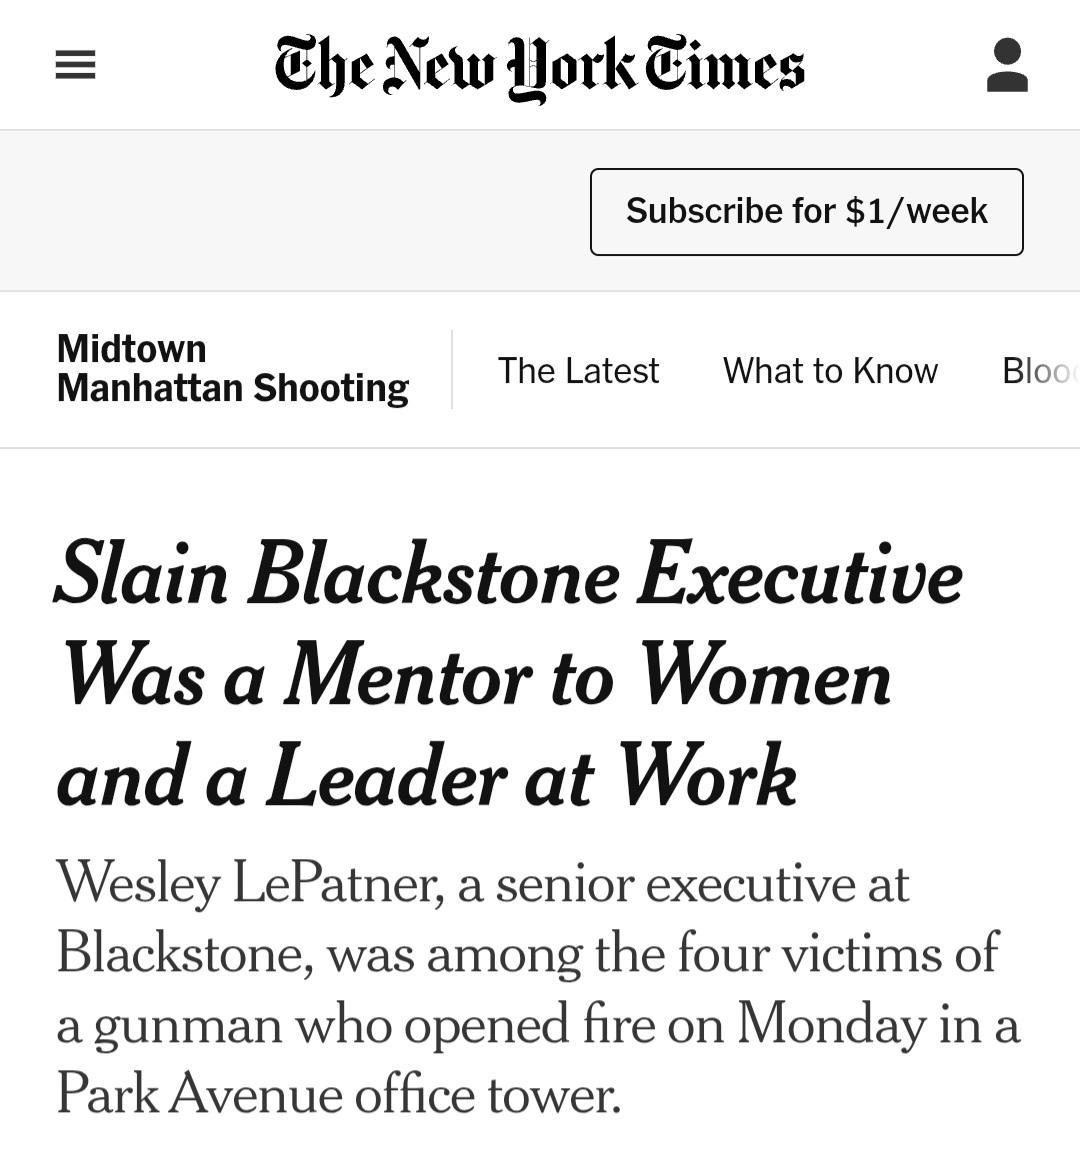 The New York Times
Subscribe for $1/week
Midtown
Manhattan Shooting
The Latest
What to Know
Slain Blackstone Executive
Was a Mentor to Women
and a Leader at Work
Wesley LePatner, a senior executive at
Blackstone, was among the four victims of
a gunman who opened fire on Monday in a
Park Avenue office tower.